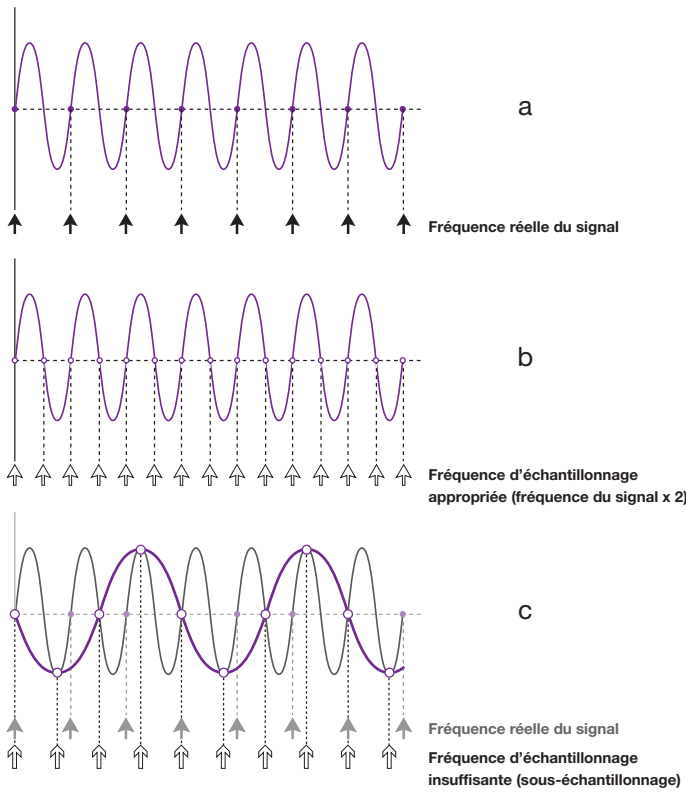 a
Fréquence réelle du signal
b
Fréquence d'échantillonnage
appropriée (fréquence du signal x 2)
c
Fréquence réelle du signal
Fréquence d'échantillonnage
insuffisante (sous-échantillonnage)